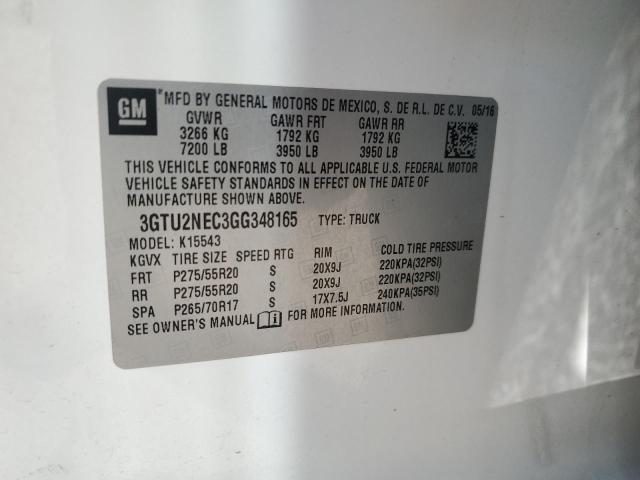 GM *MFD BY GENERAL MOTORS DE MEXICO, S. DE R.L. DE C.V. 05/16
GVWR GAWR FRT GAWR RR
3266 KG 1792 KG 1792 KG
7200 LB 3950 LB 3950 LB
THIS VEHICLE CONFORMS TO ALL APPLICABLE U.S. FEDERAL MOTOR
VEHICLE SAFETY STANDARDS IN EFFECT ON THE DATE OF
MANUFACTURE SHOWN ABOVE.
3GTU2NEC3GG348165 TYPE: TRUCK
MODEL: K15543
KGVX TIRE SIZE SPEED RTG RIM COLD TIRE PRESSURE
FRT P275/55R20 S 20X9J 220KPA(32PSI)
RR P275/55R20 S 20X9J 220KPA(32PSI)
SPA P265/70R17 S 17X7.5J 240KPA(35PSI)
SEE OWNER'S MANUAL FOR MORE INFORMATION.